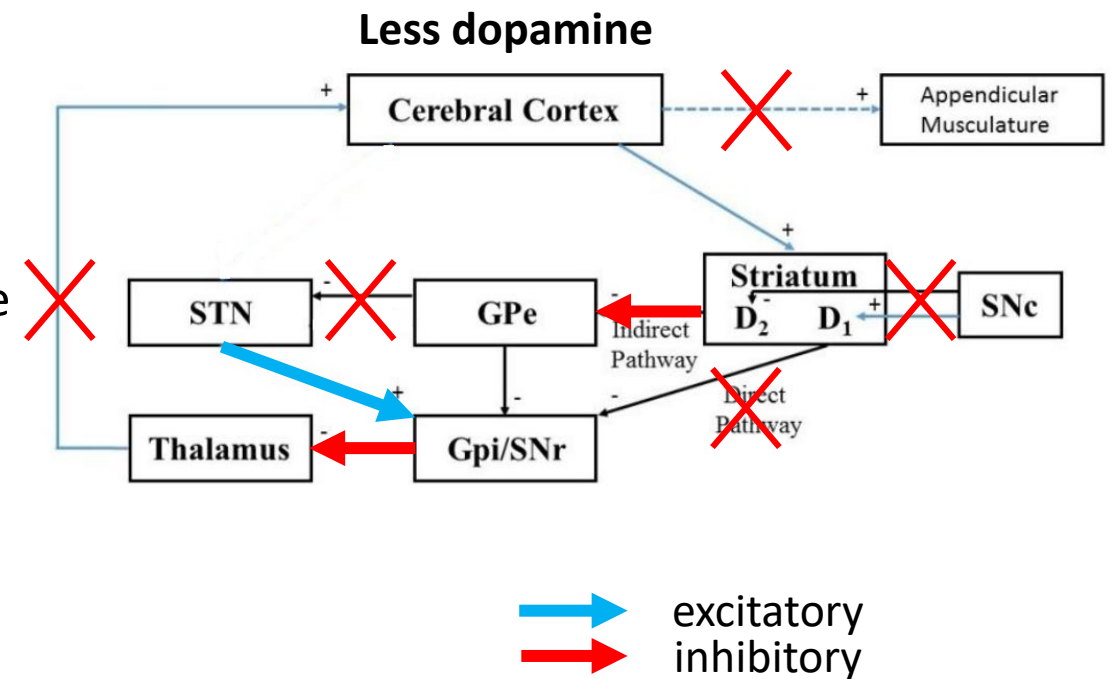 Less dopamine
+
Cerebral Cortex
+
Appendicular
Musculature
+
e
STN
-
GPe
-
Indirect
Pathway
Striatum
-
D2 D1
+
SNc
+
-
-
Direct
Pathway
Thalamus
-
Gpi/SNr
excitatory
inhibitory